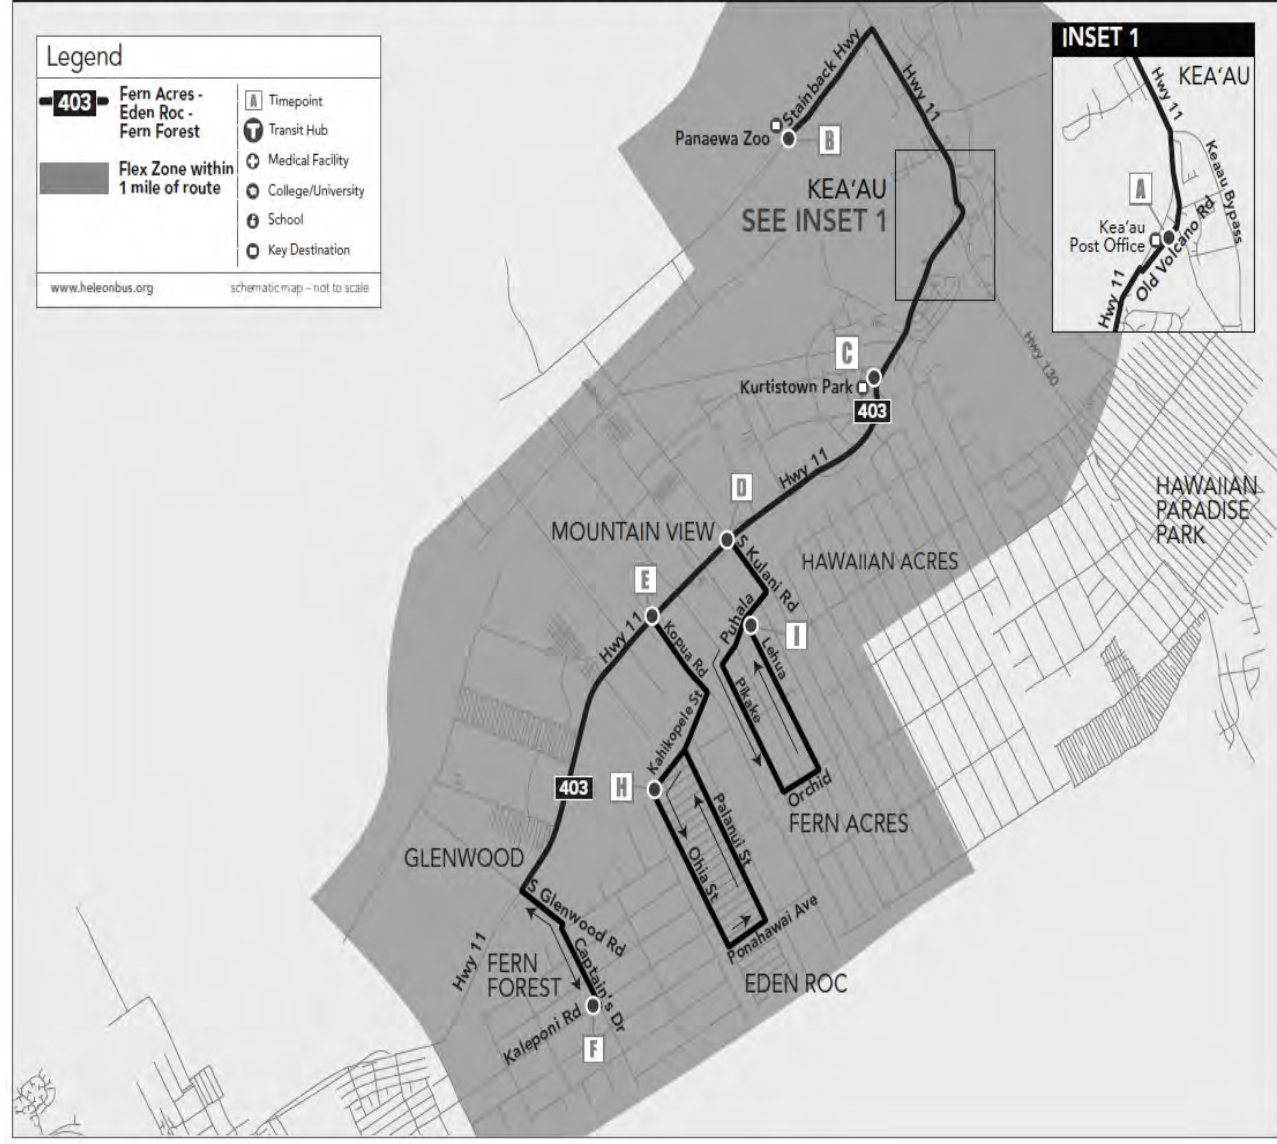 Legend
403
Fern Acres -
Eden Roc -
Fern Forest
Flex Zone within
1 mile of route
A Timepoint
T Transit Hub
Medical Facility
College/University
School
Key Destination
www.heleonbus.org
schematic map – not to scale
INSET 1
KEA‘AU
Hwy 11
Keaau Bypass
A
Kea‘au
Post Office
Old Volcano Rd
Hwy 11
Stainback Hwy
Hwy 11
Panaewa Zoo
B
KEA‘AU
SEE INSET 1
Hwy 130
C
Kurtistown Park
403
Hwy 11
D
MOUNTAIN VIEW
S Kulani Rd
HAWAIIAN ACRES
HAWAIIAN
PARADISE
PARK
E
Hwy 11
Kopua Rd
Puhala
I
Lehua
Pikake
Kahikopele St
403
H
Orchid
FERN ACRES
Palanui St
Ohia St
GLENWOOD
S Glenwood Rd
Ponahawai Ave
EDEN ROC
Hwy 11
FERN
FOREST
Captain's Dr
Kaleponi Rd
F